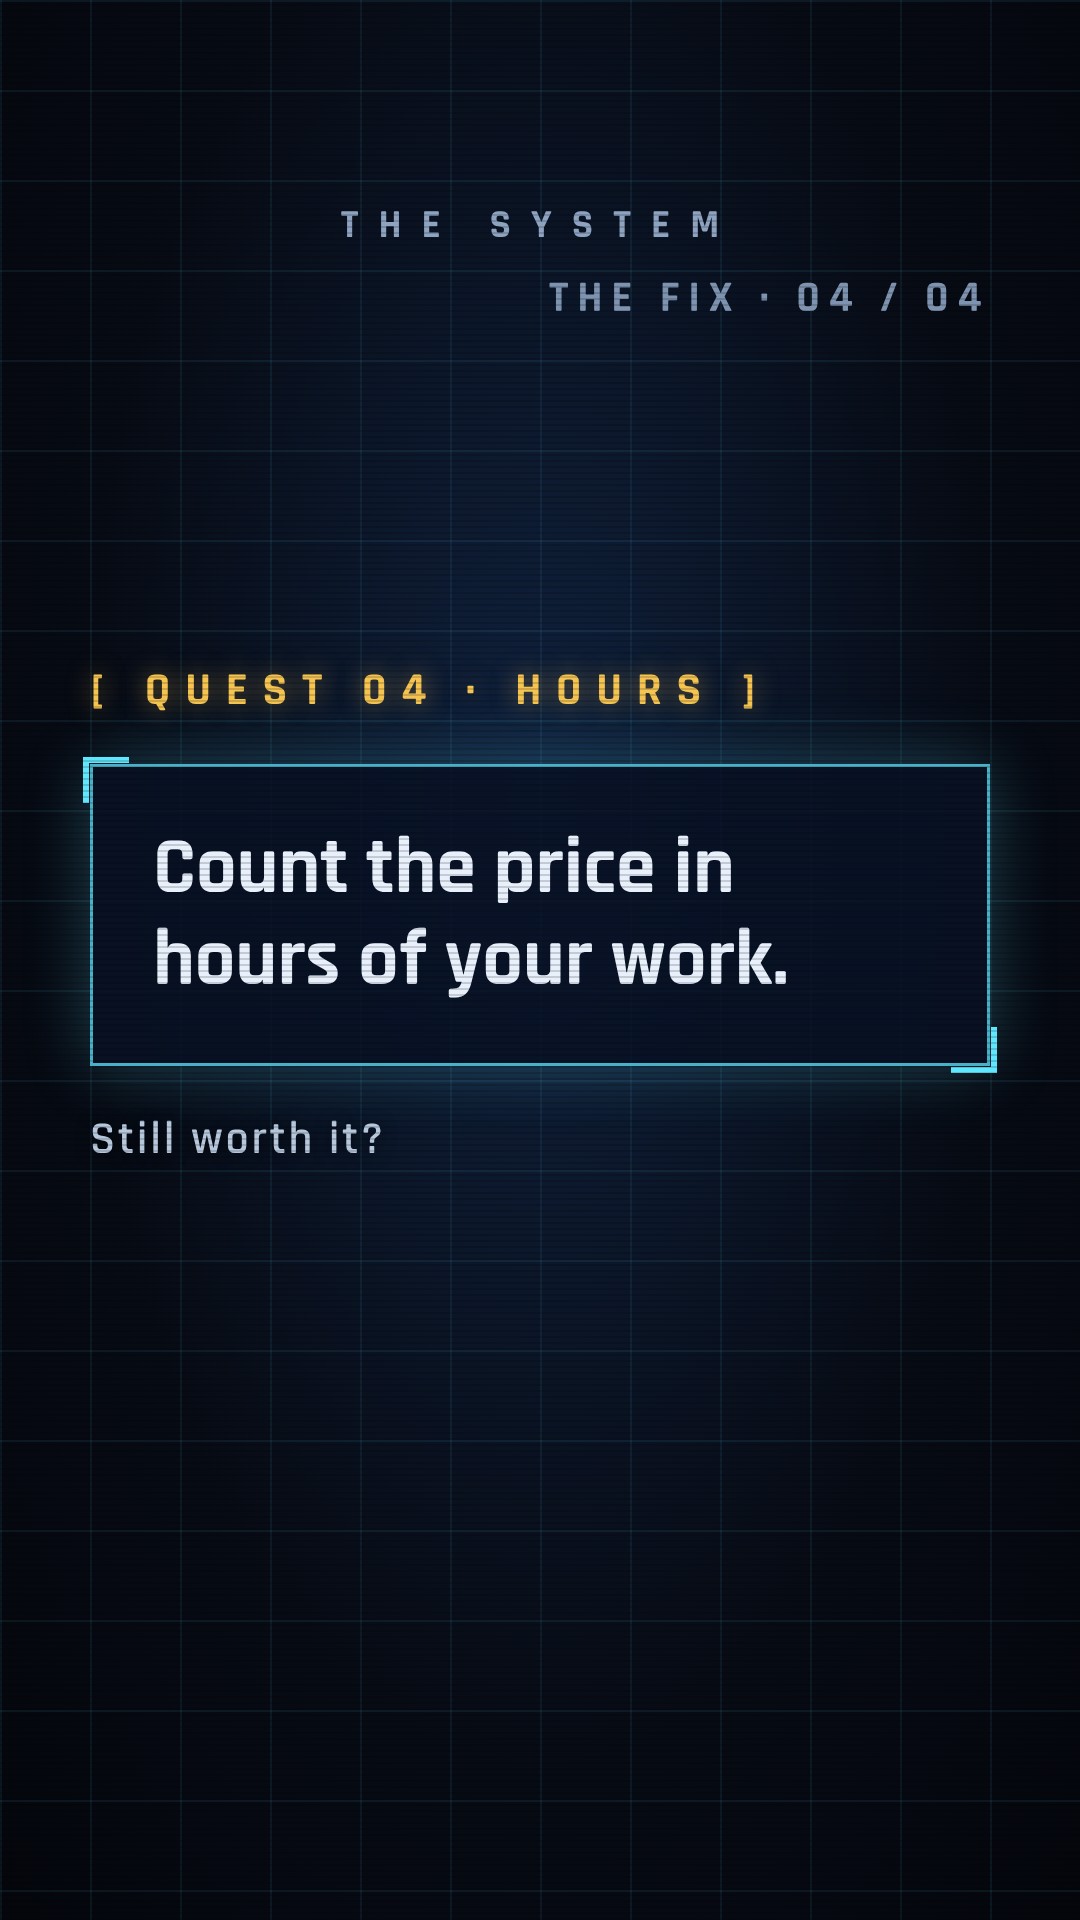 THE SYSTEM
THE FIX · 04 / 04
[ QUEST 04 · HOURS ]
Count the price in
hours of your work.
Still worth it?